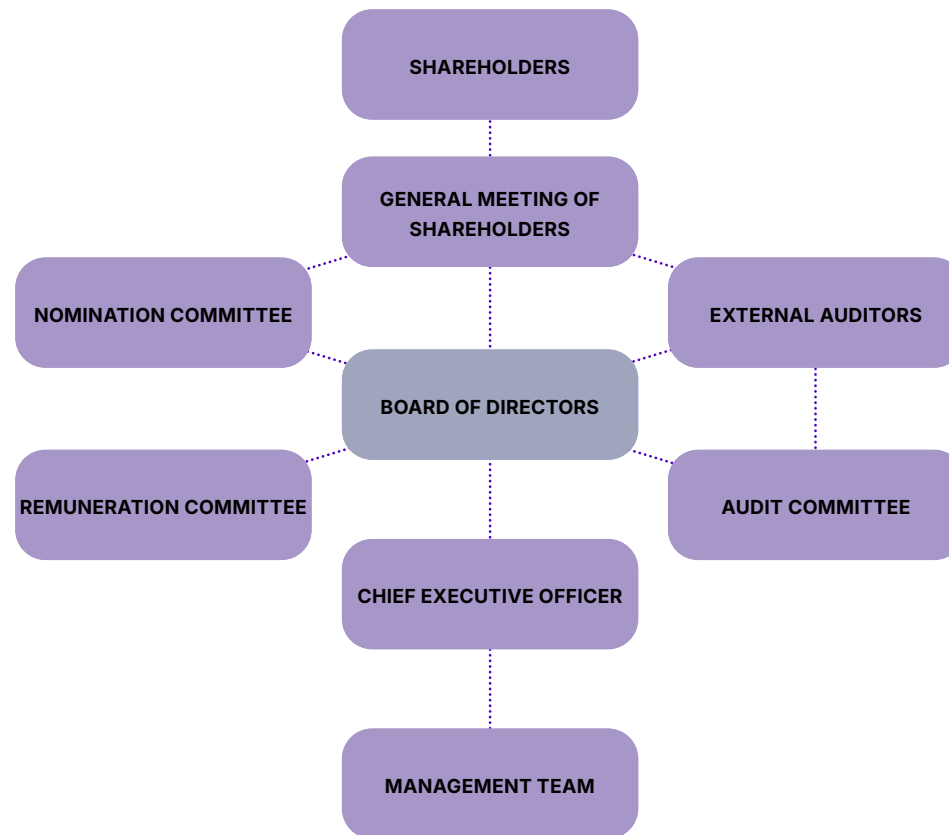 SHAREHOLDERS
GENERAL MEETING OF
SHAREHOLDERS
NOMINATION COMMITTEE
EXTERNAL AUDITORS
BOARD OF DIRECTORS
REMUNERATION COMMITTEE
AUDIT COMMITTEE
CHIEF EXECUTIVE OFFICER
MANAGEMENT TEAM